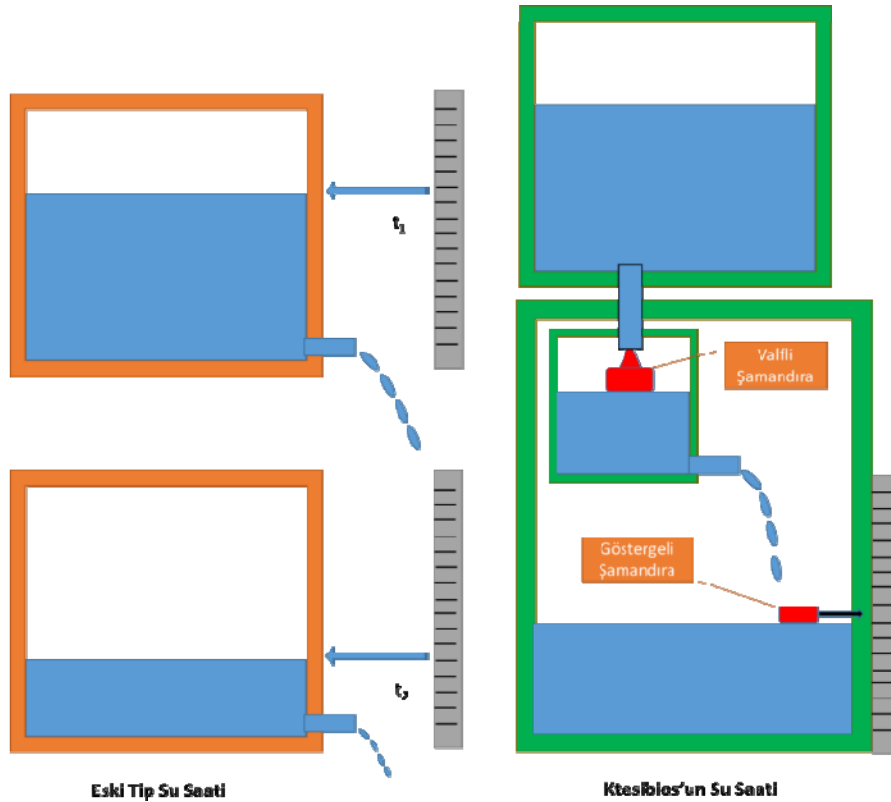 t₁
t₂
Eski Tip Su Saati
Valfli
Şamandıra
Göstergeli
Şamandıra
Ktesibios'un Su Saati